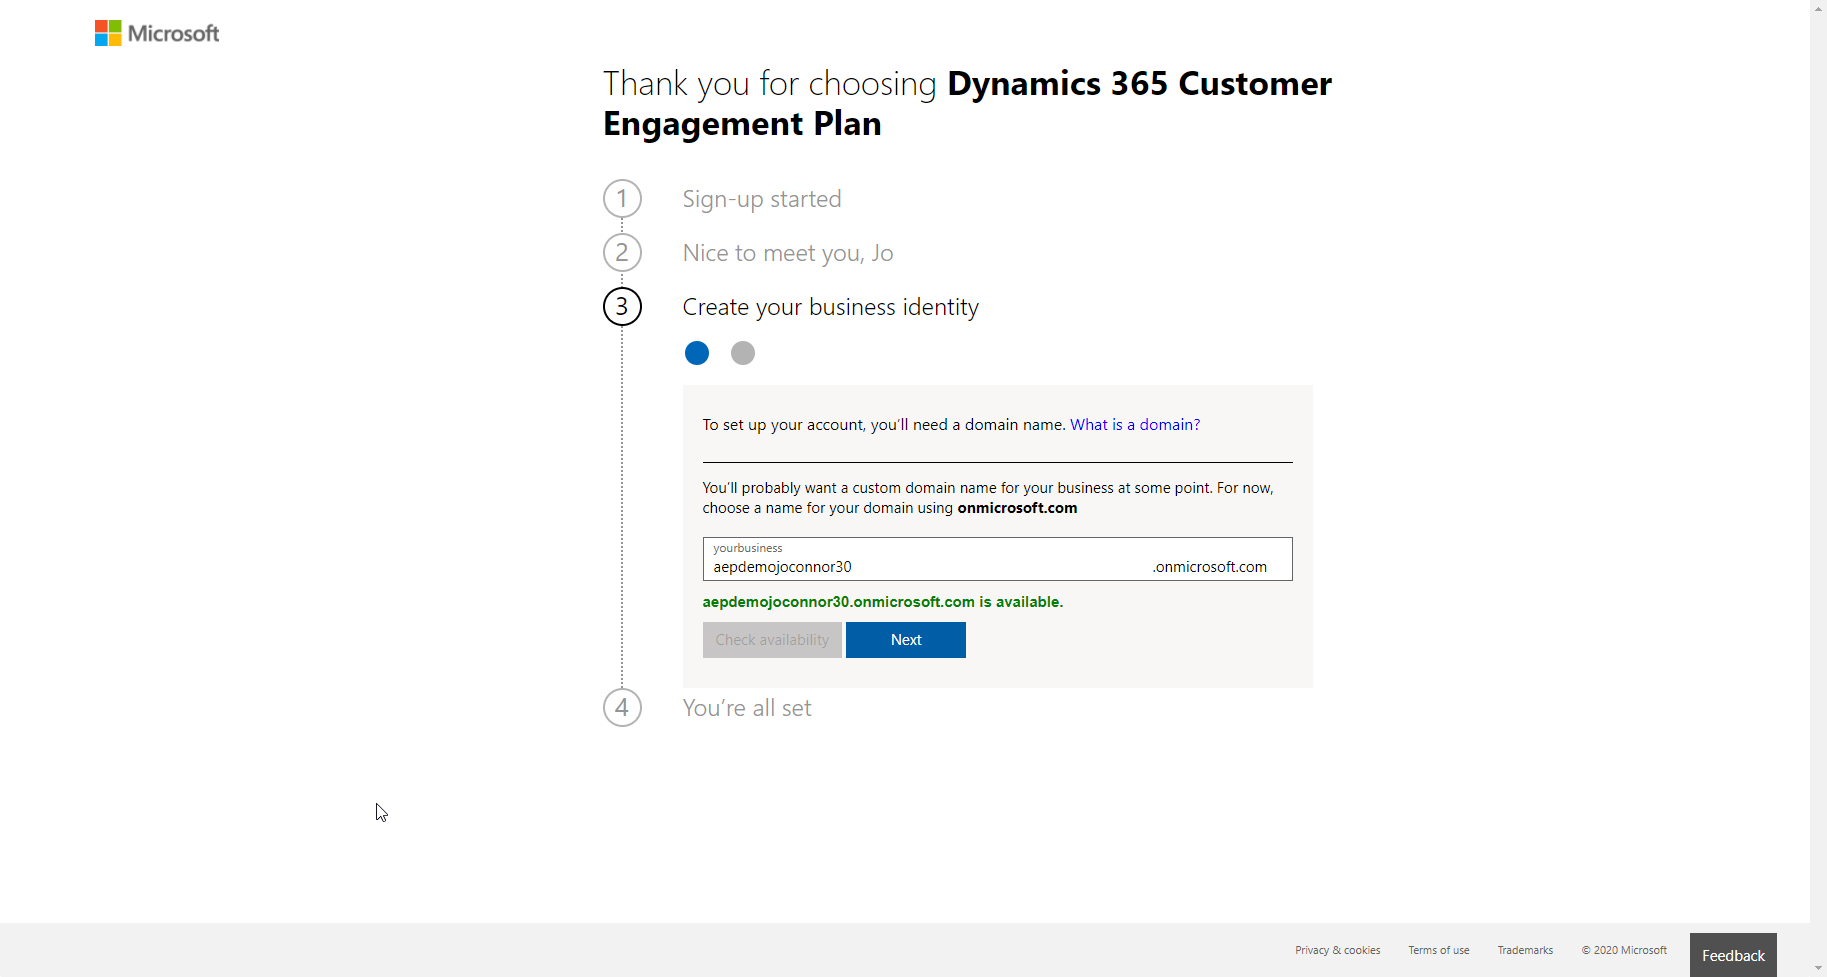 Microsoft
Thank you for choosing Dynamics 365 Customer
Engagement Plan
1 Sign-up started
2 Nice to meet you, Jo
3 Create your business identity
To set up your account, you'll need a domain name. What is a domain?
You'll probably want a custom domain name for your business at some point. For now,
choose a name for your domain using onmicrosoft.com
yourbusiness
aepdemojoconnor30 .onmicrosoft.com
aepdemojoconnor30.onmicrosoft.com is available.
Check availability Next
4 You're all set
Privacy & cookies Terms of use Trademarks © 2020 Microsoft Feedback